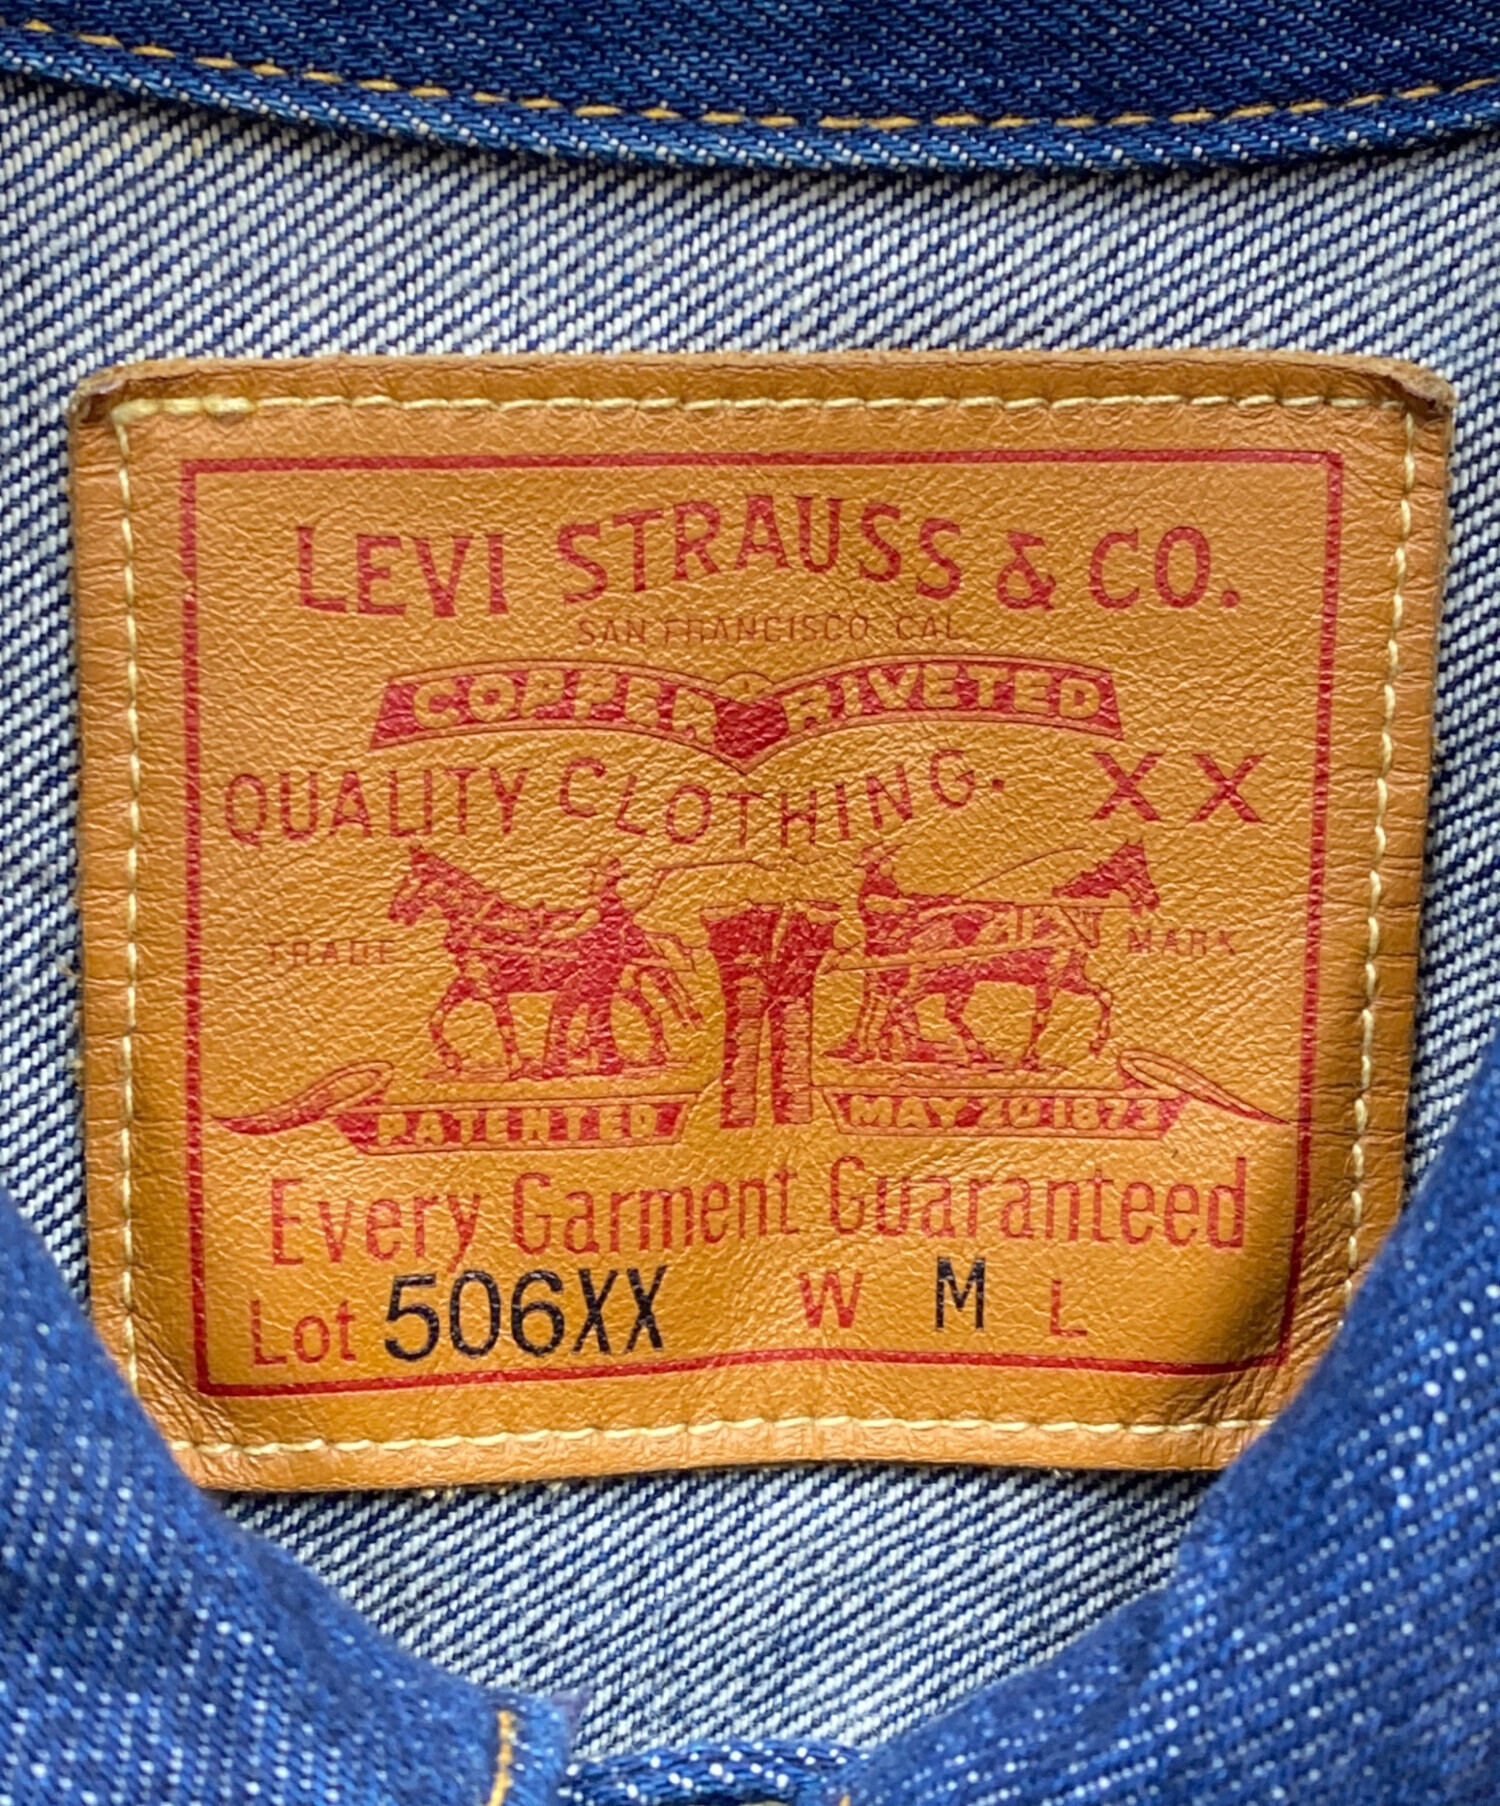 LEVI STRAUSS & CO.
SAN FRANCISCO CAL.
COPPER RIVETED
QUALITY CLOTHING. XX
TRADE MARK
PATENTED MAY 20 1873
Every Garment Guaranteed
Lot 506XX W M L